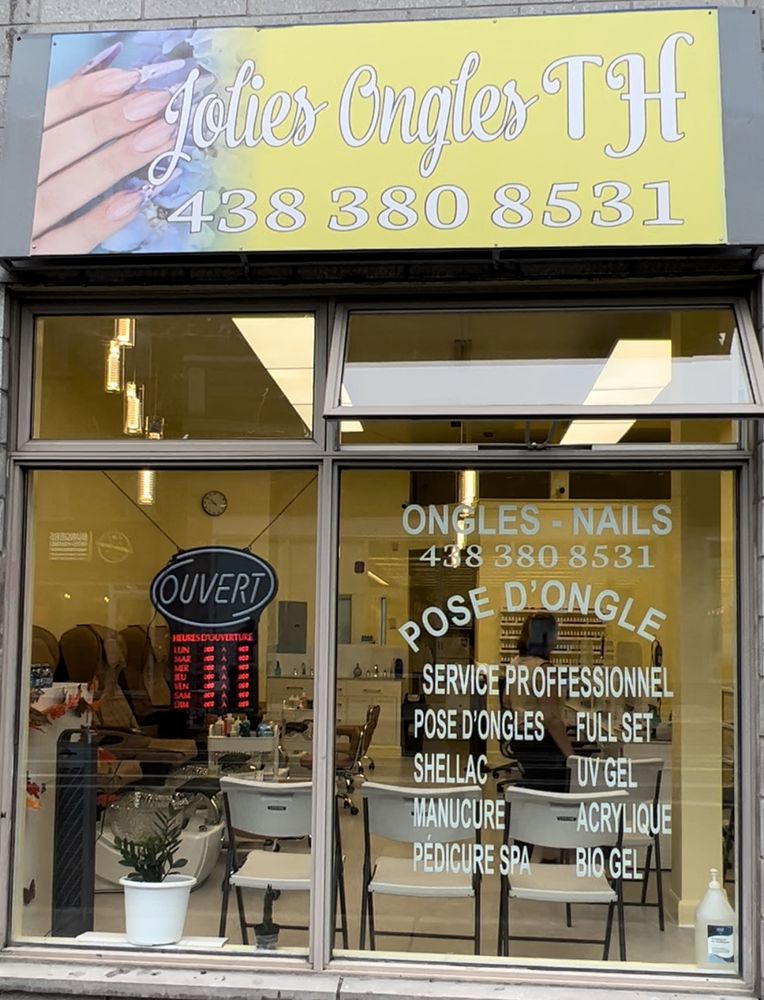 Jolies Ongles TH
438 380 8531
OUVERT
HEURES D'OUVERTURE
LUN A
MAR A
MER A
JEU A
VEN A
SAM A
DIM
ONGLES - NAILS
438 380 8531
POSE D'ONGLE
SERVICE PROFFESSIONNEL
POSE D'ONGLES FULL SET
SHELLAC UV GEL
MANUCURE ACRYLIQUE
PÉDICURE SPA BIO GEL